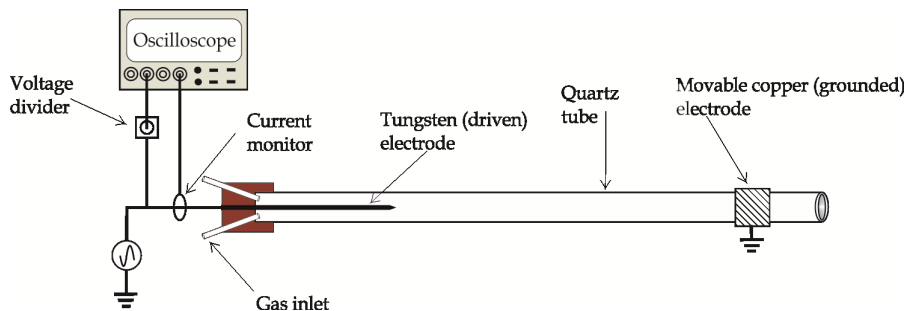 Oscilloscope
Voltage
divider
Current
monitor
Tungsten (driven)
electrode
Quartz
tube
Movable copper (grounded)
electrode
Gas inlet